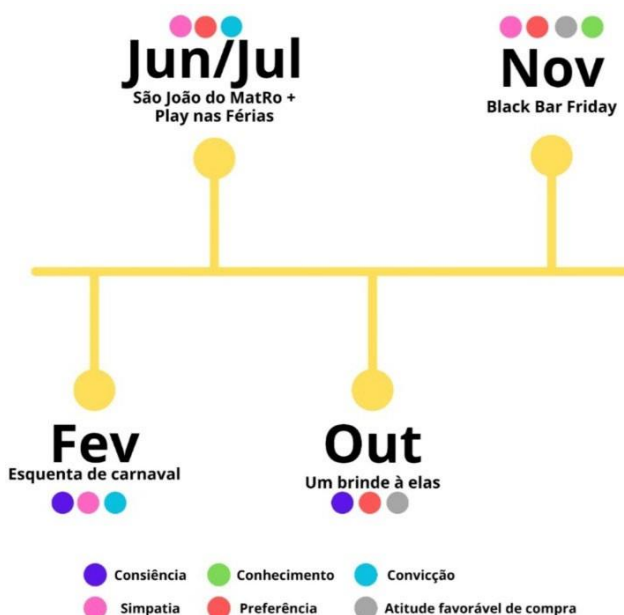 Jun/Jul
São João do MatRo +
Play nas Férias
Nov
Black Bar Friday
Fev
Esquenta de carnaval
Out
Um brinde à elas
Consiência
Conhecimento
Convicção
Simpatia
Preferência
Atitude favorável de compra